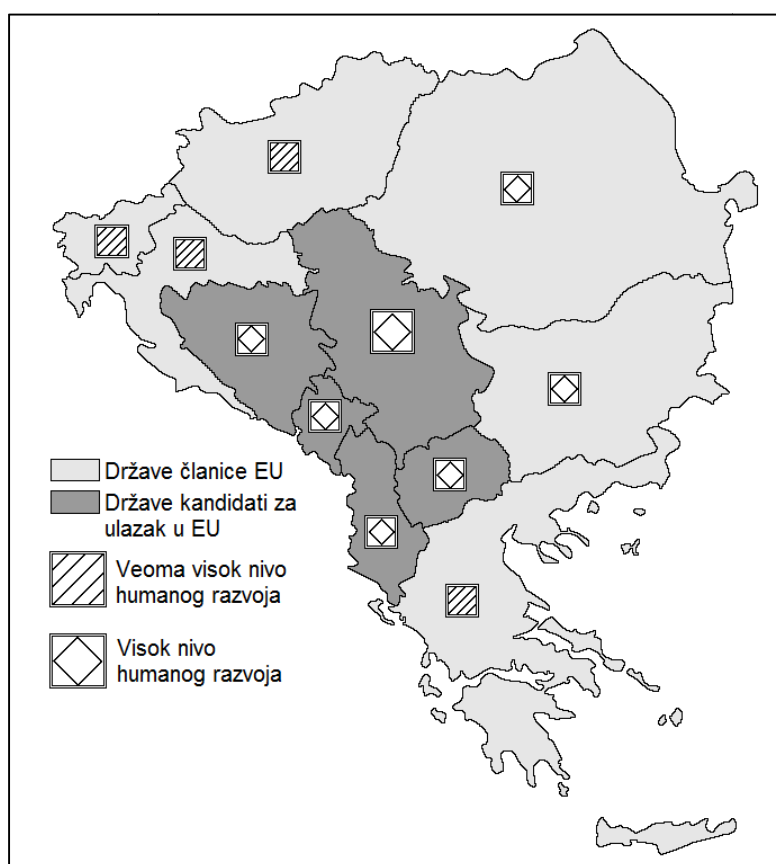 Države članice EU
Države kandidati za
ulazak u EU
Veoma visok nivo
humanog razvoja
Visok nivo
humanog razvoja